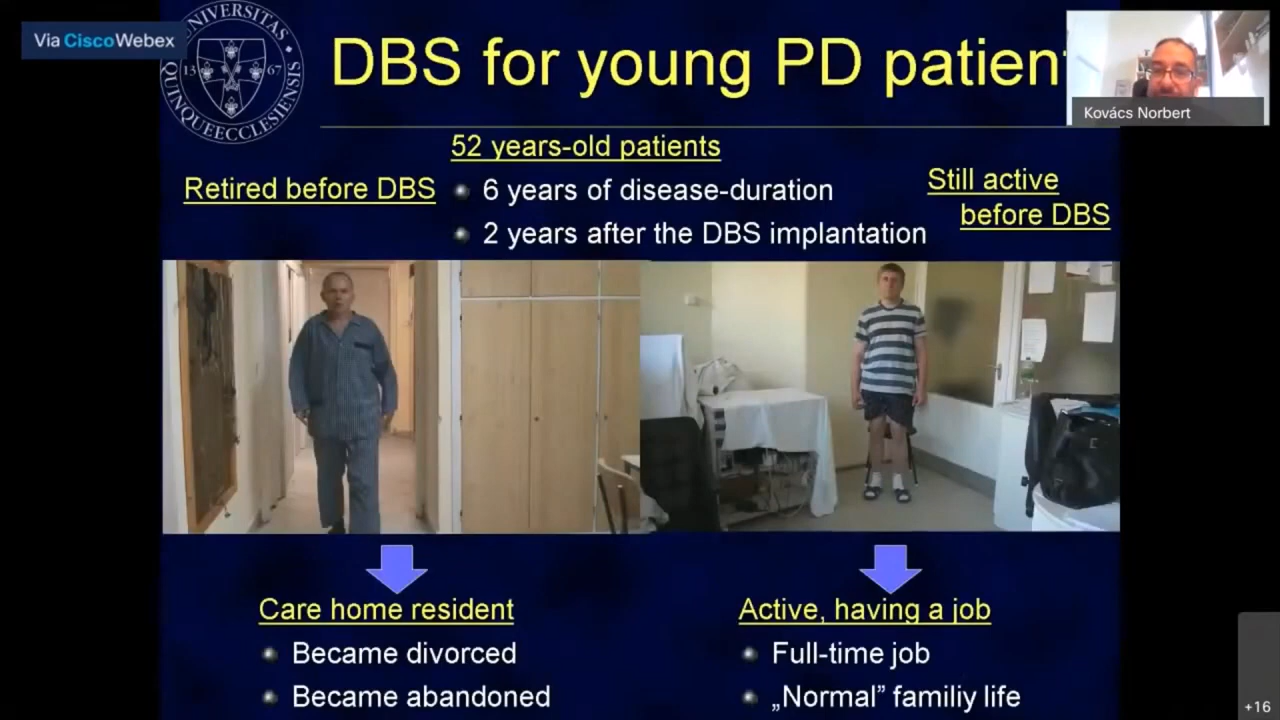 Via Cisco Webex
UNIVERSITAS
QUINQUEECCLESIENSIS
13 67
DBS for young PD patien
Kovács Norbert
52 years-old patients
Retired before DBS
6 years of disease-duration
2 years after the DBS implantation
Still active
before DBS
Care home resident
Became divorced
Became abandoned
Active, having a job
Full-time job
„Normal” familiy life
+16